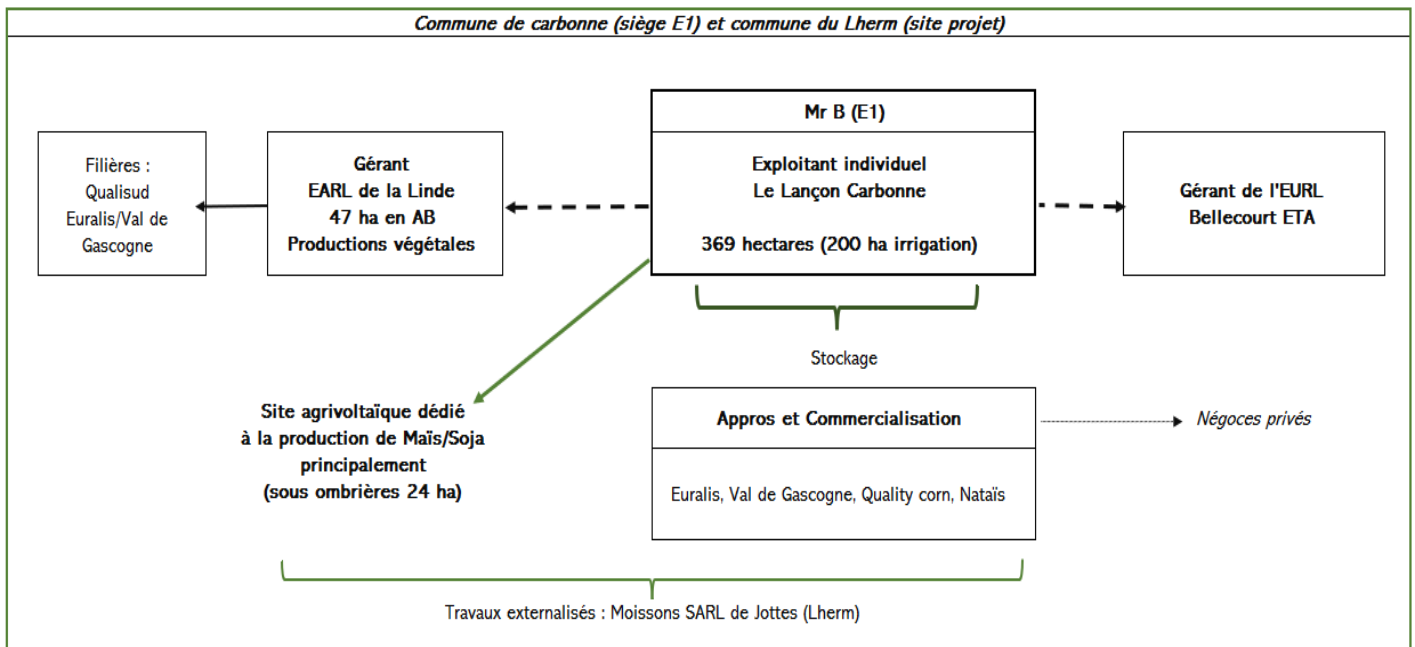 Commune de carbonne (siège E1) et commune du Lherm (site projet)
Filières :
Qualisud
Euralis/Val de
Gascogne
Gérant
EARL de la Linde
47 ha en AB
Productions végétales
Mr B (E1)
Exploitant individuel
Le Lançon Carbonne
369 hectares (200 ha irrigation)
Gérant de l'EURL
Bellecourt ETA
Stockage
Site agrivoltaïque dédié
à la production de Maïs/Soja
principalement
(sous ombrières 24 ha)
Appros et Commercialisation
Euralis, Val de Gascogne, Quality corn, Nataïs
Négoces privés
Travaux externalisés : Moissons SARL de Jottes (Lherm)